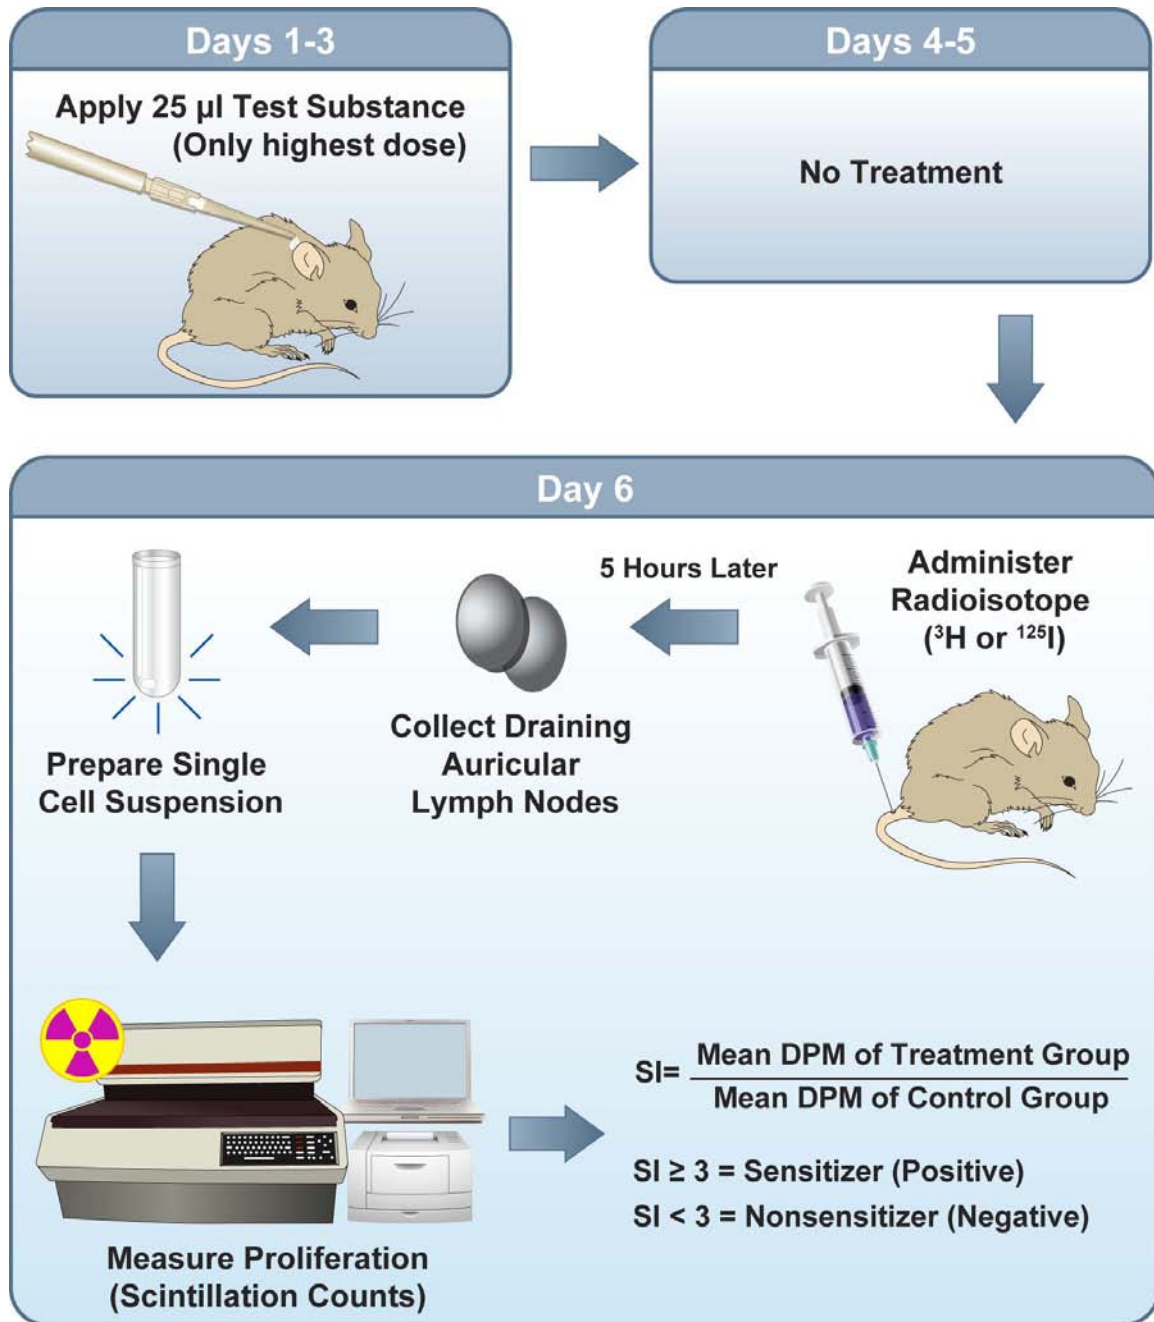 Days 1-3
Apply 25 µl Test Substance
(Only highest dose)
Days 4-5
No Treatment
Day 6
Administer
Radioisotope
(³H or ¹²⁵I)
5 Hours Later
Collect Draining
Auricular
Lymph Nodes
Prepare Single
Cell Suspension
Measure Proliferation
(Scintillation Counts)
SI= Mean DPM of Treatment Group
Mean DPM of Control Group
SI ≥ 3 = Sensitizer (Positive)
SI < 3 = Nonsensitizer (Negative)